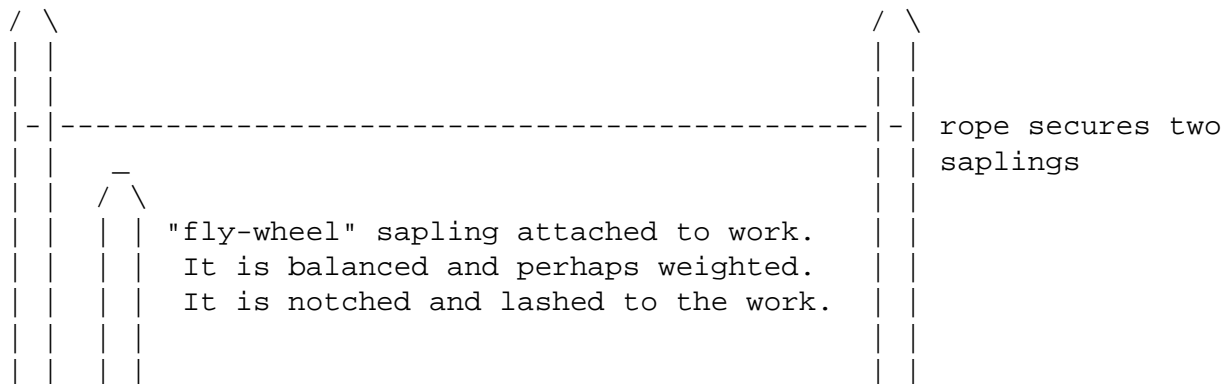 rope secures two
saplings
"fly-wheel" sapling attached to work.
It is balanced and perhaps weighted.
It is notched and lashed to the work.